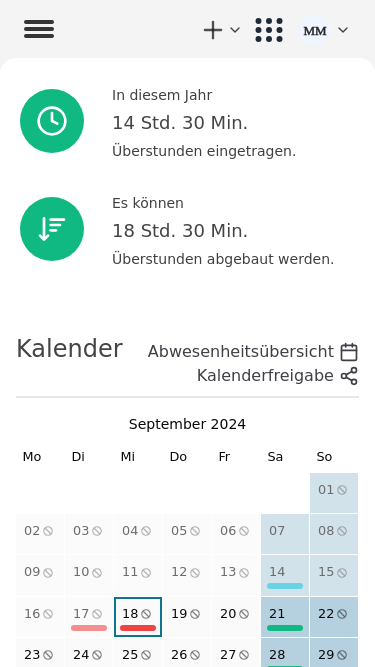 MM
In diesem Jahr
14 Std. 30 Min.
Überstunden eingetragen.
Es können
18 Std. 30 Min.
Überstunden abgebaut werden.
Kalender
Abwesenheitsübersicht
Kalenderfreigabe
September 2024
Mo Di Mi Do Fr Sa So
01
02 03 04 05 06 07 08
09 10 11 12 13 14 15
16 17 18 19 20 21 22
23 24 25 26 27 28 29